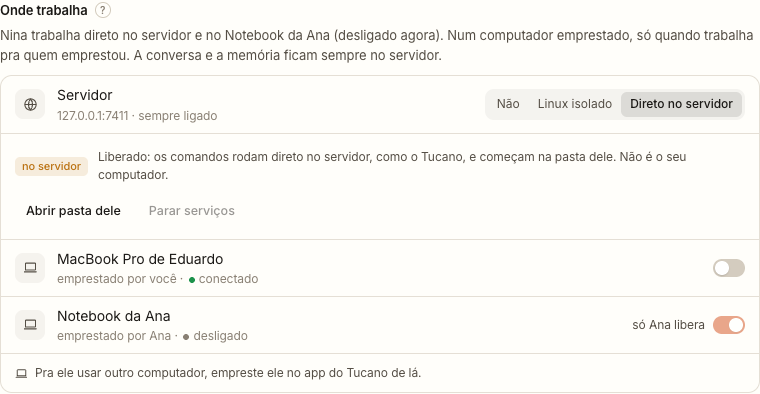 Onde trabalha ?
Nina trabalha direto no servidor e no Notebook da Ana (desligado agora). Num computador emprestado, só quando trabalha
pra quem emprestou. A conversa e a memória ficam sempre no servidor.
Servidor
127.0.0.1:7411 · sempre ligado
Não
Linux isolado
Direto no servidor
no servidor
Liberado: os comandos rodam direto no servidor, como o Tucano, e começam na pasta dele. Não é o seu
computador.
Abrir pasta dele
Parar serviços
MacBook Pro de Eduardo
emprestado por você · ● conectado
Notebook da Ana
emprestado por Ana · ● desligado
só Ana libera
Pra ele usar outro computador, empreste ele no app do Tucano de lá.